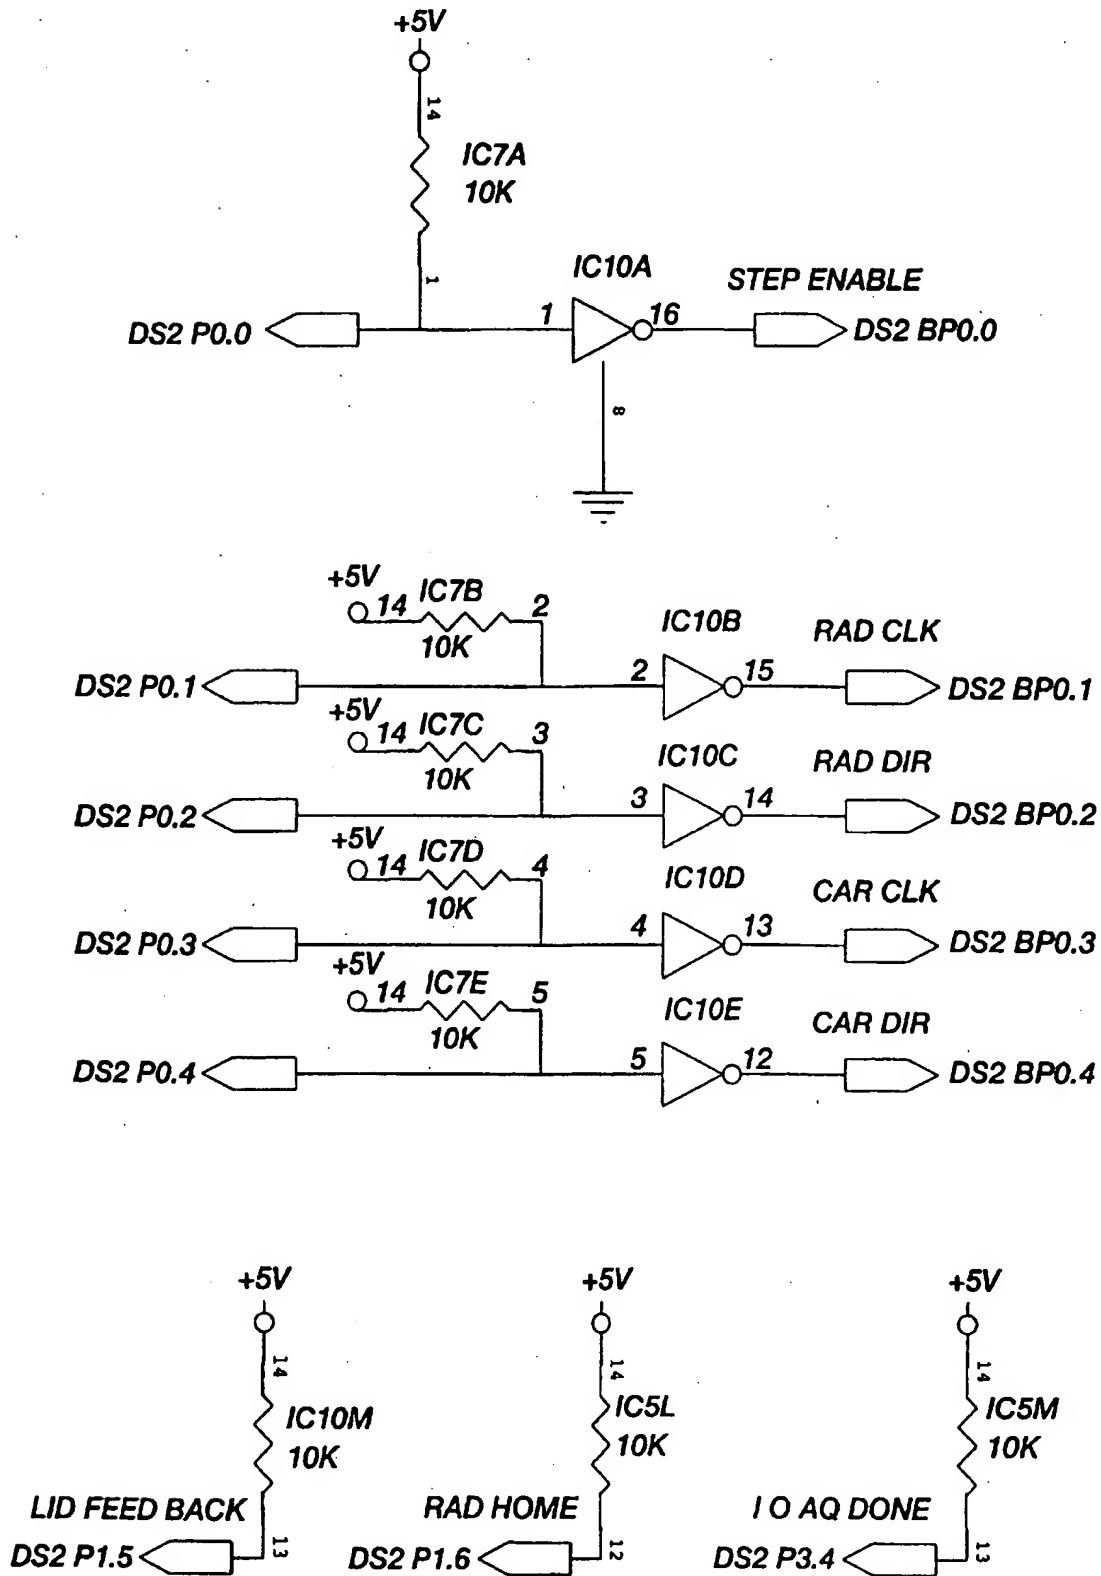 +5V
14
IC7A
10K
1
IC10A
STEP ENABLE
DS2 P0.0
1
16
DS2 BP0.0
8
+5V
14
IC7B
10K
2
IC10B
RAD CLK
DS2 P0.1
2
15
DS2 BP0.1
+5V
14
IC7C
10K
3
IC10C
RAD DIR
DS2 P0.2
3
14
DS2 BP0.2
+5V
14
IC7D
10K
4
IC10D
CAR CLK
DS2 P0.3
4
13
DS2 BP0.3
+5V
14
IC7E
10K
5
IC10E
CAR DIR
DS2 P0.4
5
12
DS2 BP0.4
+5V
14
IC10M
10K
LID FEED BACK
DS2 P1.5
13
+5V
14
IC5L
10K
RAD HOME
DS2 P1.6
12
+5V
14
IC5M
10K
I O AQ DONE
DS2 P3.4
13